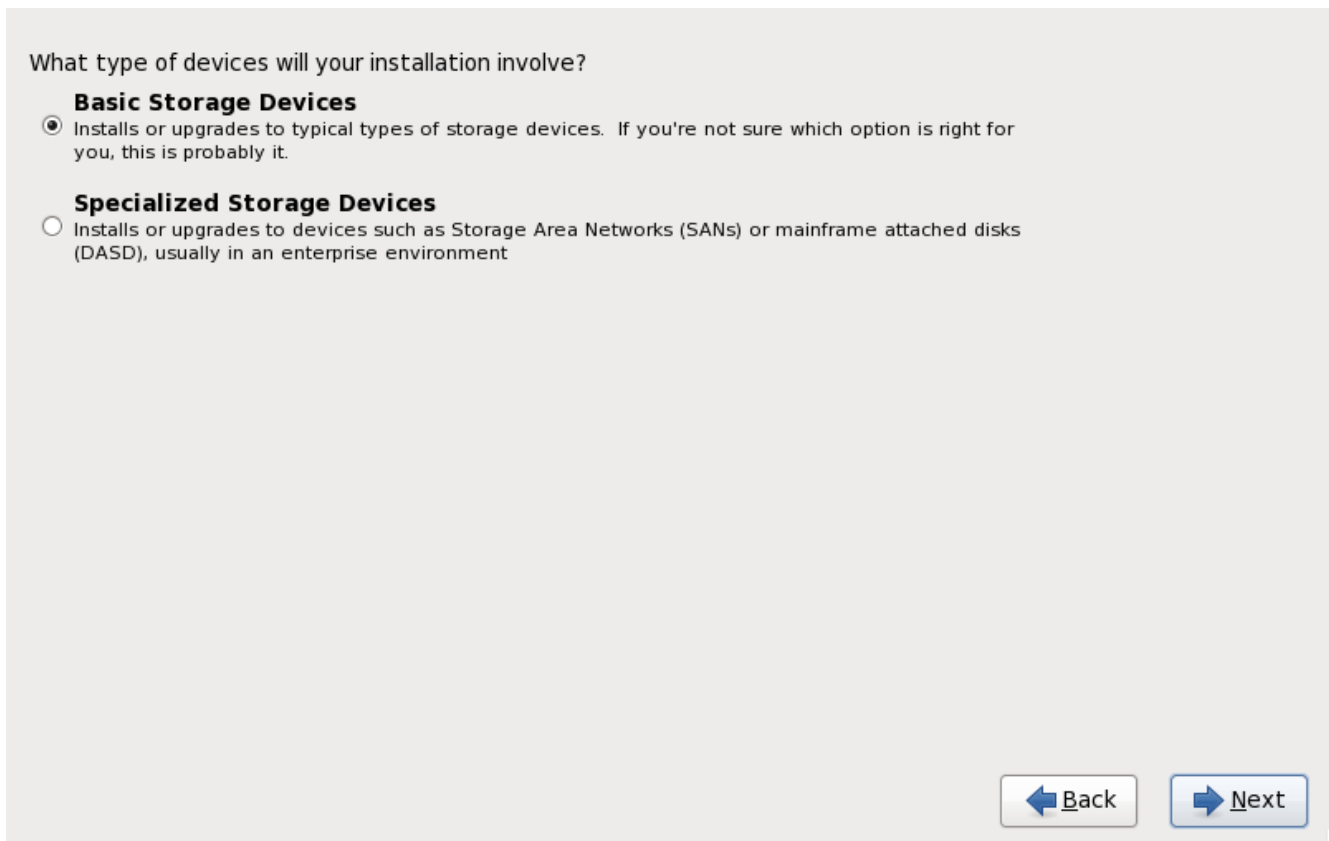 What type of devices will your installation involve?
Basic Storage Devices
Installs or upgrades to typical types of storage devices.  If you're not sure which option is right for
you, this is probably it.
Specialized Storage Devices
Installs or upgrades to devices such as Storage Area Networks (SANs) or mainframe attached disks
(DASD), usually in an enterprise environment
Back
Next